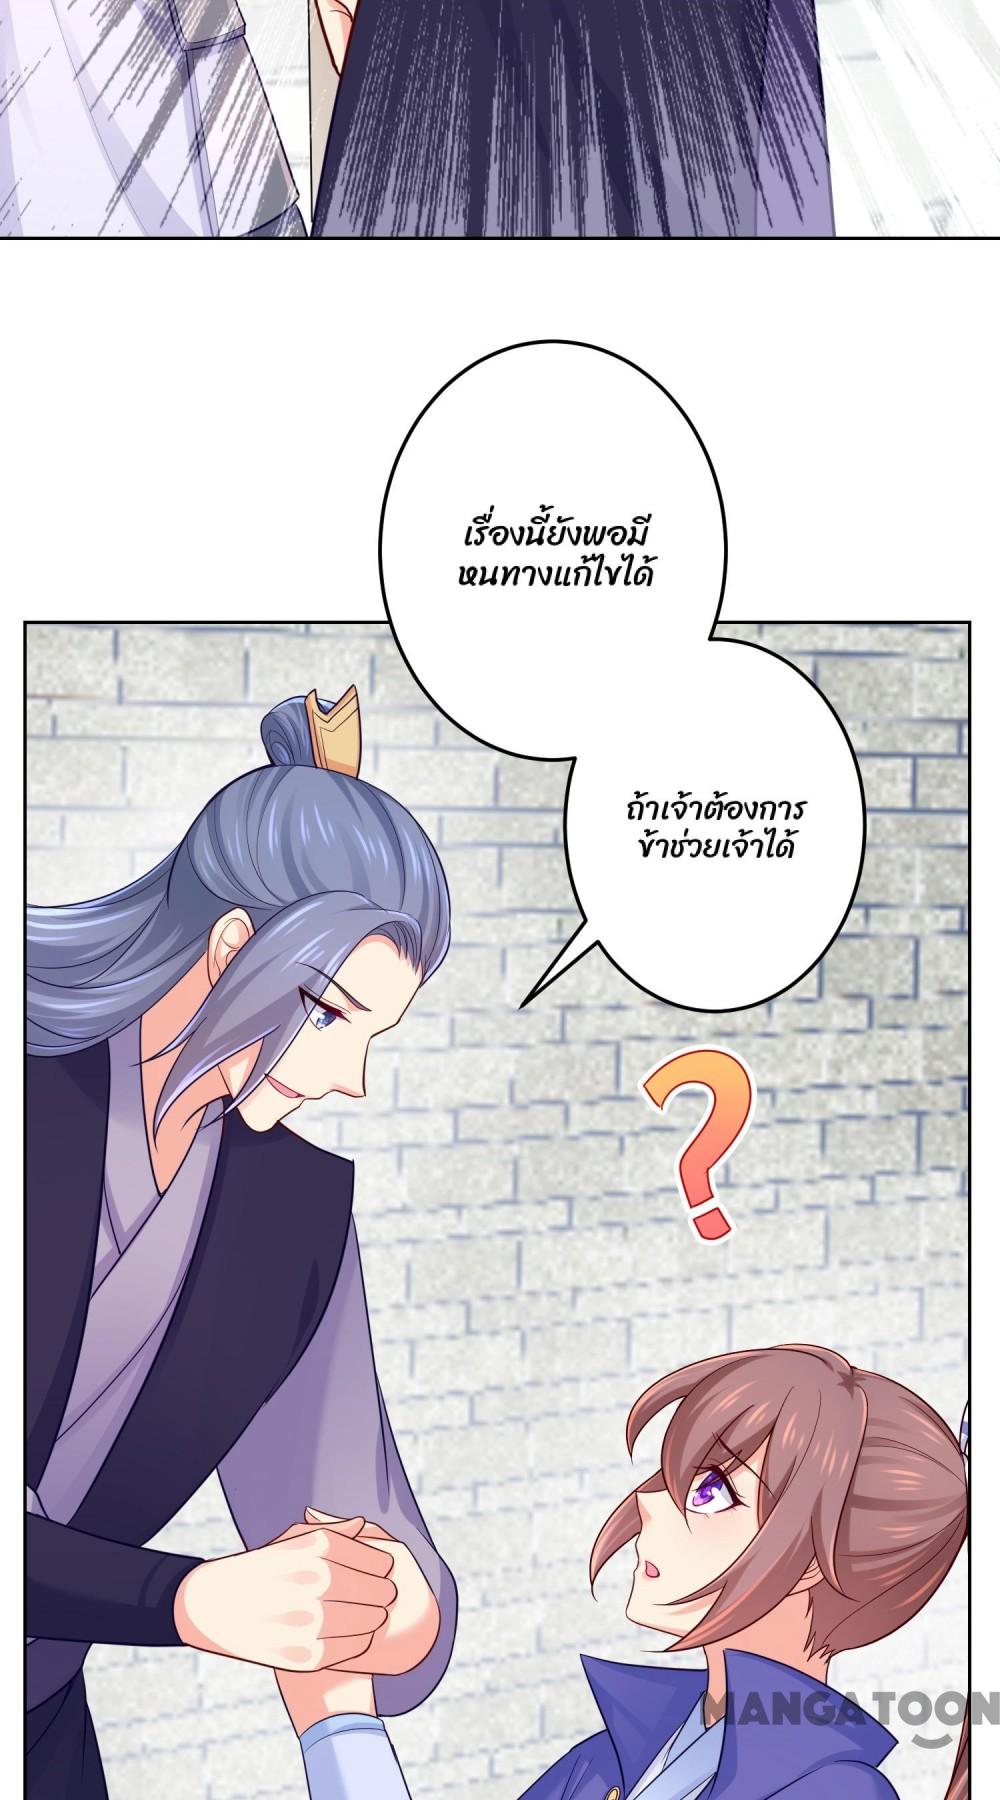 เรื่องนี้ยังพอมี
หนทางแก้ไขได้
ถ้าเจ้าต้องการ
ข้าช่วยเจ้าได้
?
MANGATOON